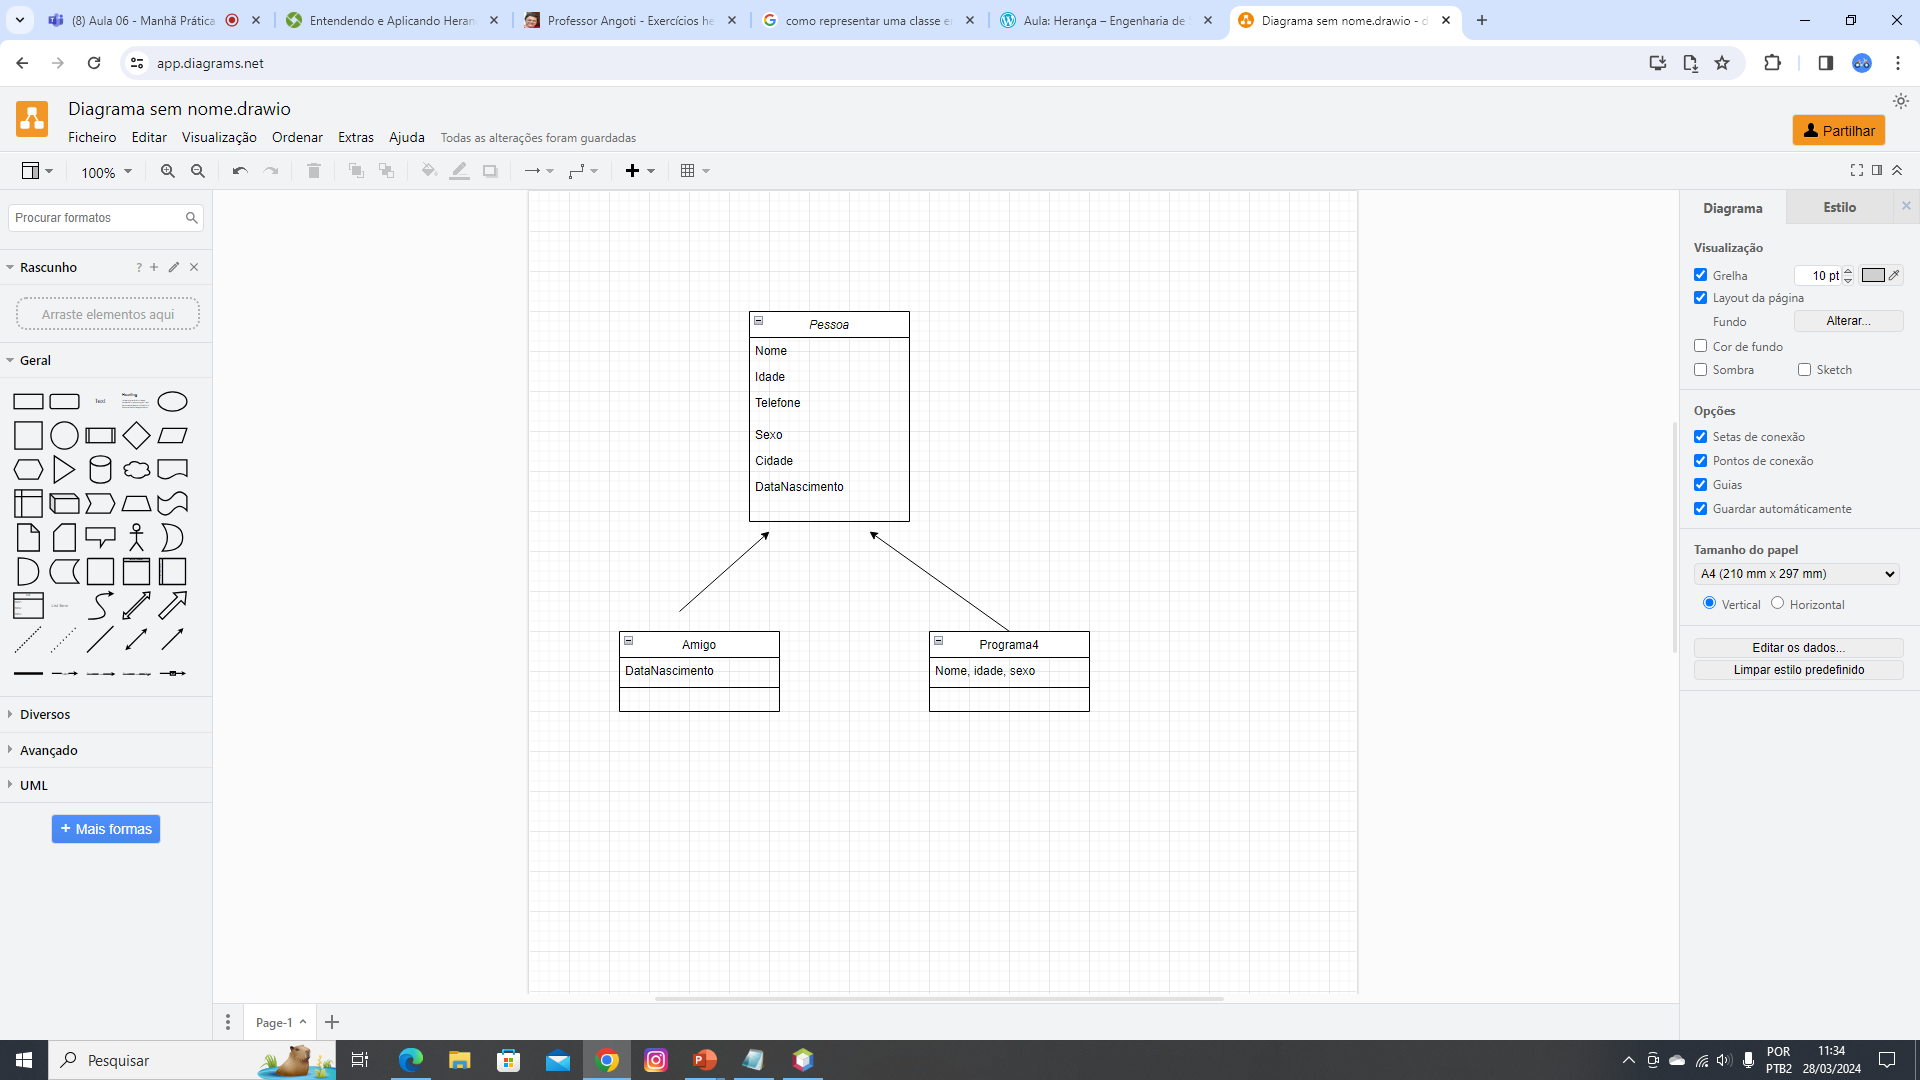 (8) Aula 06 - Manhã Prática
Entendendo e Aplicando Heran
Professor Angoti - Exercícios he
como representar uma classe e
Aula: Herança – Engenharia de
Diagrama sem nome.drawio - d
app.diagrams.net
Diagrama sem nome.drawio
Ficheiro Editar Visualização Ordenar Extras Ajuda Todas as alterações foram guardadas
Partilhar
100%
Procurar formatos
Rascunho
?
Arraste elementos aqui
Geral
Text
Heading
Diversos
Avançado
UML
+ Mais formas
Pessoa
Nome
Idade
Telefone
Sexo
Cidade
DataNascimento
Amigo
DataNascimento
Programa4
Nome, idade, sexo
Diagrama Estilo
Visualização
Grelha 10 pt
Layout da página
Fundo Alterar...
Cor de fundo
Sombra Sketch
Opções
Setas de conexão
Pontos de conexão
Guias
Guardar automáticamente
Tamanho do papel
A4 (210 mm x 297 mm)
Vertical Horizontal
Editar os dados...
Limpar estilo predefinido
Page-1
Pesquisar
POR
PTB2
11:34
28/03/2024